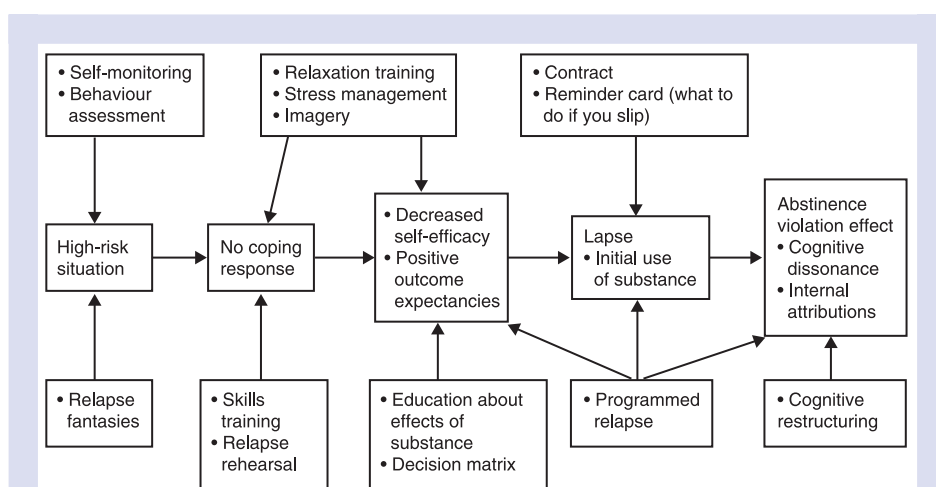 • Self-monitoring
• Behaviour
assessment
• Relaxation training
• Stress management
• Imagery
• Contract
• Reminder card (what to
do if you slip)
High-risk
situation
No coping
response
• Decreased
self-efficacy
• Positive
outcome
expectancies
Lapse
• Initial use
of substance
Abstinence
violation effect
• Cognitive
dissonance
• Internal
attributions
• Relapse
fantasies
• Skills
training
• Relapse
rehearsal
• Education about
effects of
substance
• Decision matrix
• Programmed
relapse
• Cognitive
restructuring